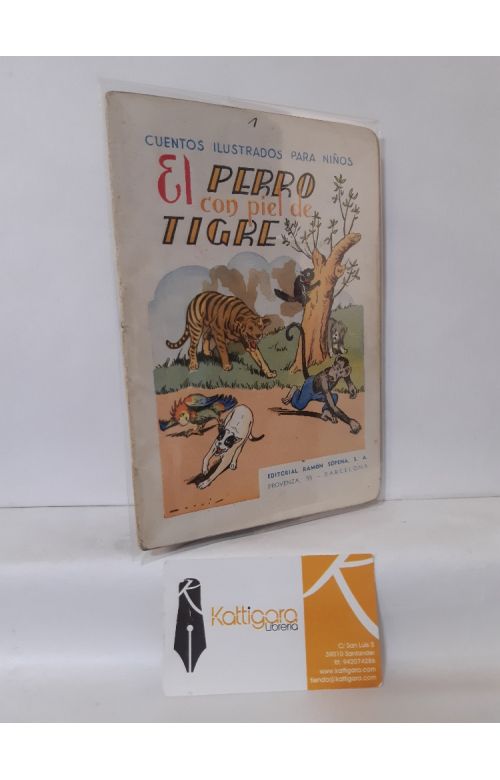 1
CUENTOS ILUSTRADOS PARA NIÑOS
El PERRO
con piel de
TIGRE
EDITORIAL RAMON SOPENA, S. A.
PROVENZA, 95 - BARCELONA
K
Kattigara
Librería
C/ San Luis 5
39010 Santander
tlf: 942074286
www.kattigara.com
tienda@kattigara.com